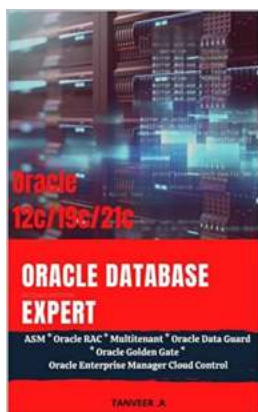 Oracle
12c/19c/21c
ORACLE DATABASE
EXPERT
ASM * Oracle RAC * Multitenant * Oracle Data Guard
* Oracle Golden Gate *
Oracle Enterprise Manager Cloud Control
TANVEER .A